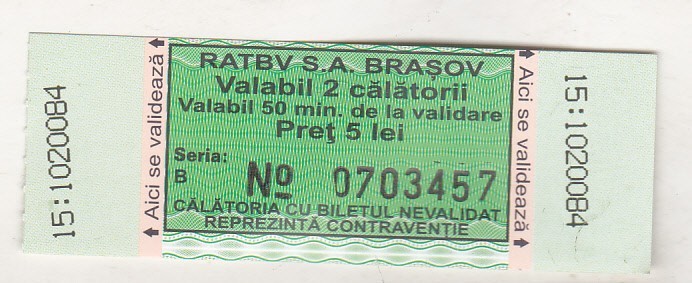 15:1020084
Aici se validează
RATBV S.A. BRAŞOV
Valabil 2 călătorii
Valabil 50 min. de la validare
Preţ 5 lei
Seria:
B
Nº 0703457
CĂLĂTORIA CU BILETUL NEVALIDAT
REPREZINTĂ CONTRAVENŢIE
Aici se validează
15:1020084